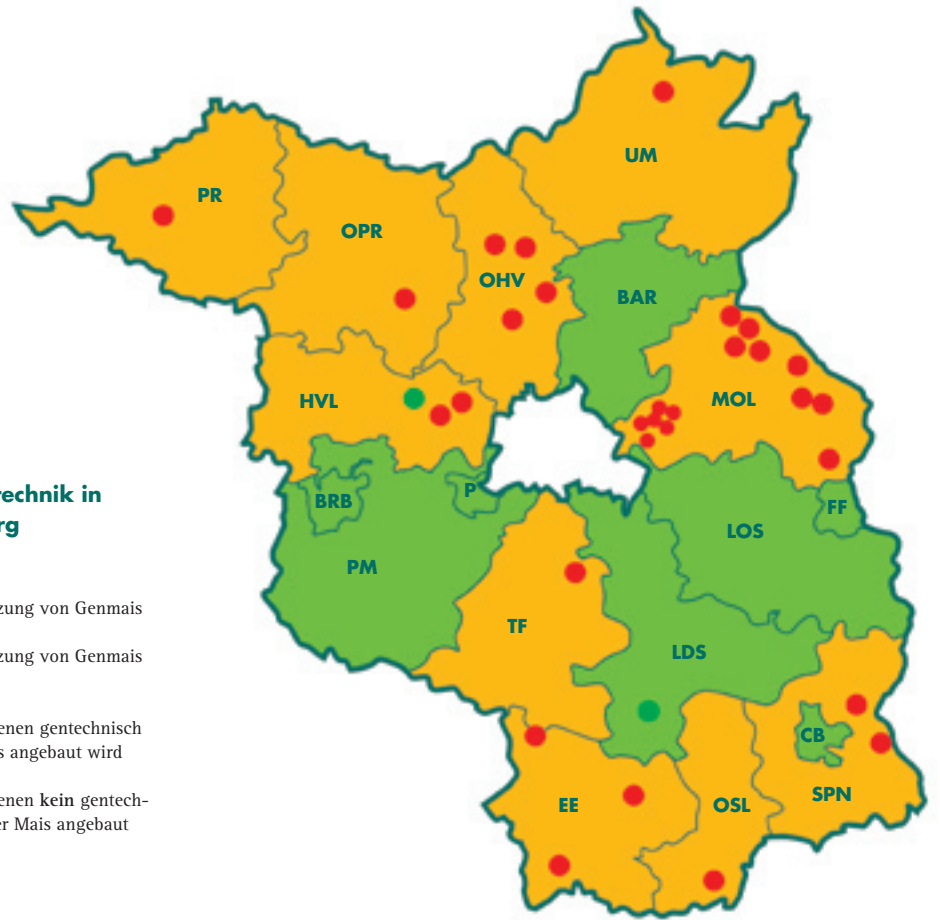 technik in
rg
zung von Genmais
zung von Genmais
enen gentechnisch
s angebaut wird
enen kein gentech-
er Mais angebaut
UM
PR
OPR
OHV
BAR
HVL
MOL
BRB
P
FF
LOS
PM
TF
LDS
CB
EE
OSL
SPN